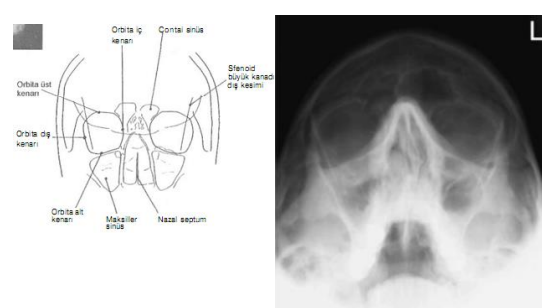 Orbita iç
kenarı
Contal sinüs
Sfenoid
büyük kanadı
dış kesimi
Orbita üst
kenarı
Orbita dış
kenarı
Orbita alt
kenarı
Maksiller
sinüs
Nazal septum
L